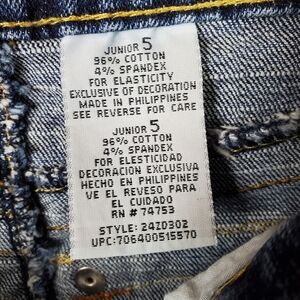 JUNIOR 5
96% COTTON
4% SPANDEX
FOR ELASTICITY
EXCLUSIVE OF DECORATION
MADE IN PHILIPPINES
SEE REVERSE FOR CARE
JUNIOR 5
96% COTTON
4% SPANDEX
FOR ELESTICIDAD
DECORACION EXCLUSIVA
HECHO EN PHILIPPINES
VE EL REVESO PARA
EL CUIDADO
RN # 74753
STYLE: 24ZD302
UPC:706400515570